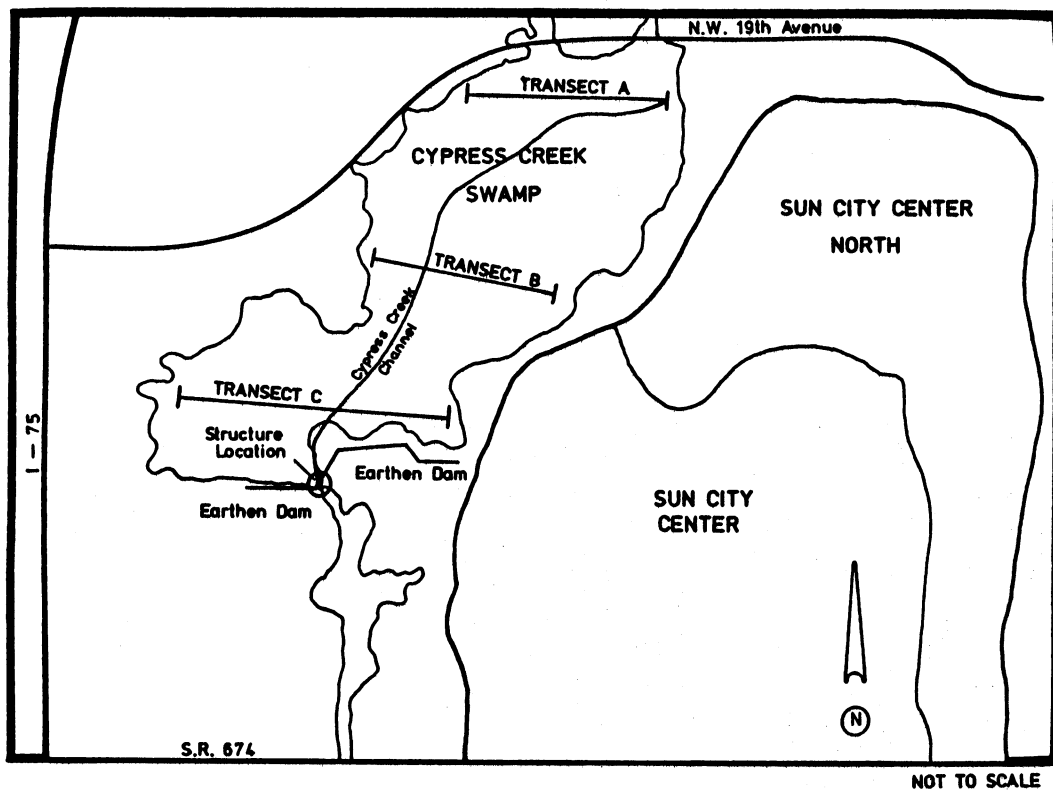 N.W. 19th Avenue
TRANSECT A
CYPRESS CREEK
SWAMP
SUN CITY CENTER
NORTH
TRANSECT B
Cypress Creek
Channel
TRANSECT C
Structure
Location
Earthen Dam
Earthen Dam
I-75
SUN CITY
CENTER
N
S.R. 674
NOT TO SCALE